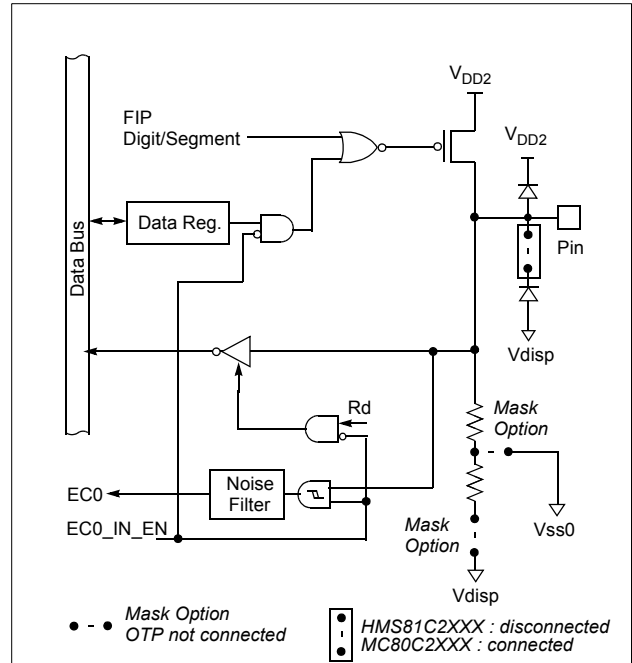 V_DD2
FIP
Digit/Segment
V_DD2
Data Bus
Data Reg.
Pin
Vdisp
Rd
Mask
Option
EC0
Noise
Filter
EC0_IN_EN
Mask
Option
Vss0
Vdisp
Mask Option
OTP not connected
HMS81C2XXX : disconnected
MC80C2XXX : connected